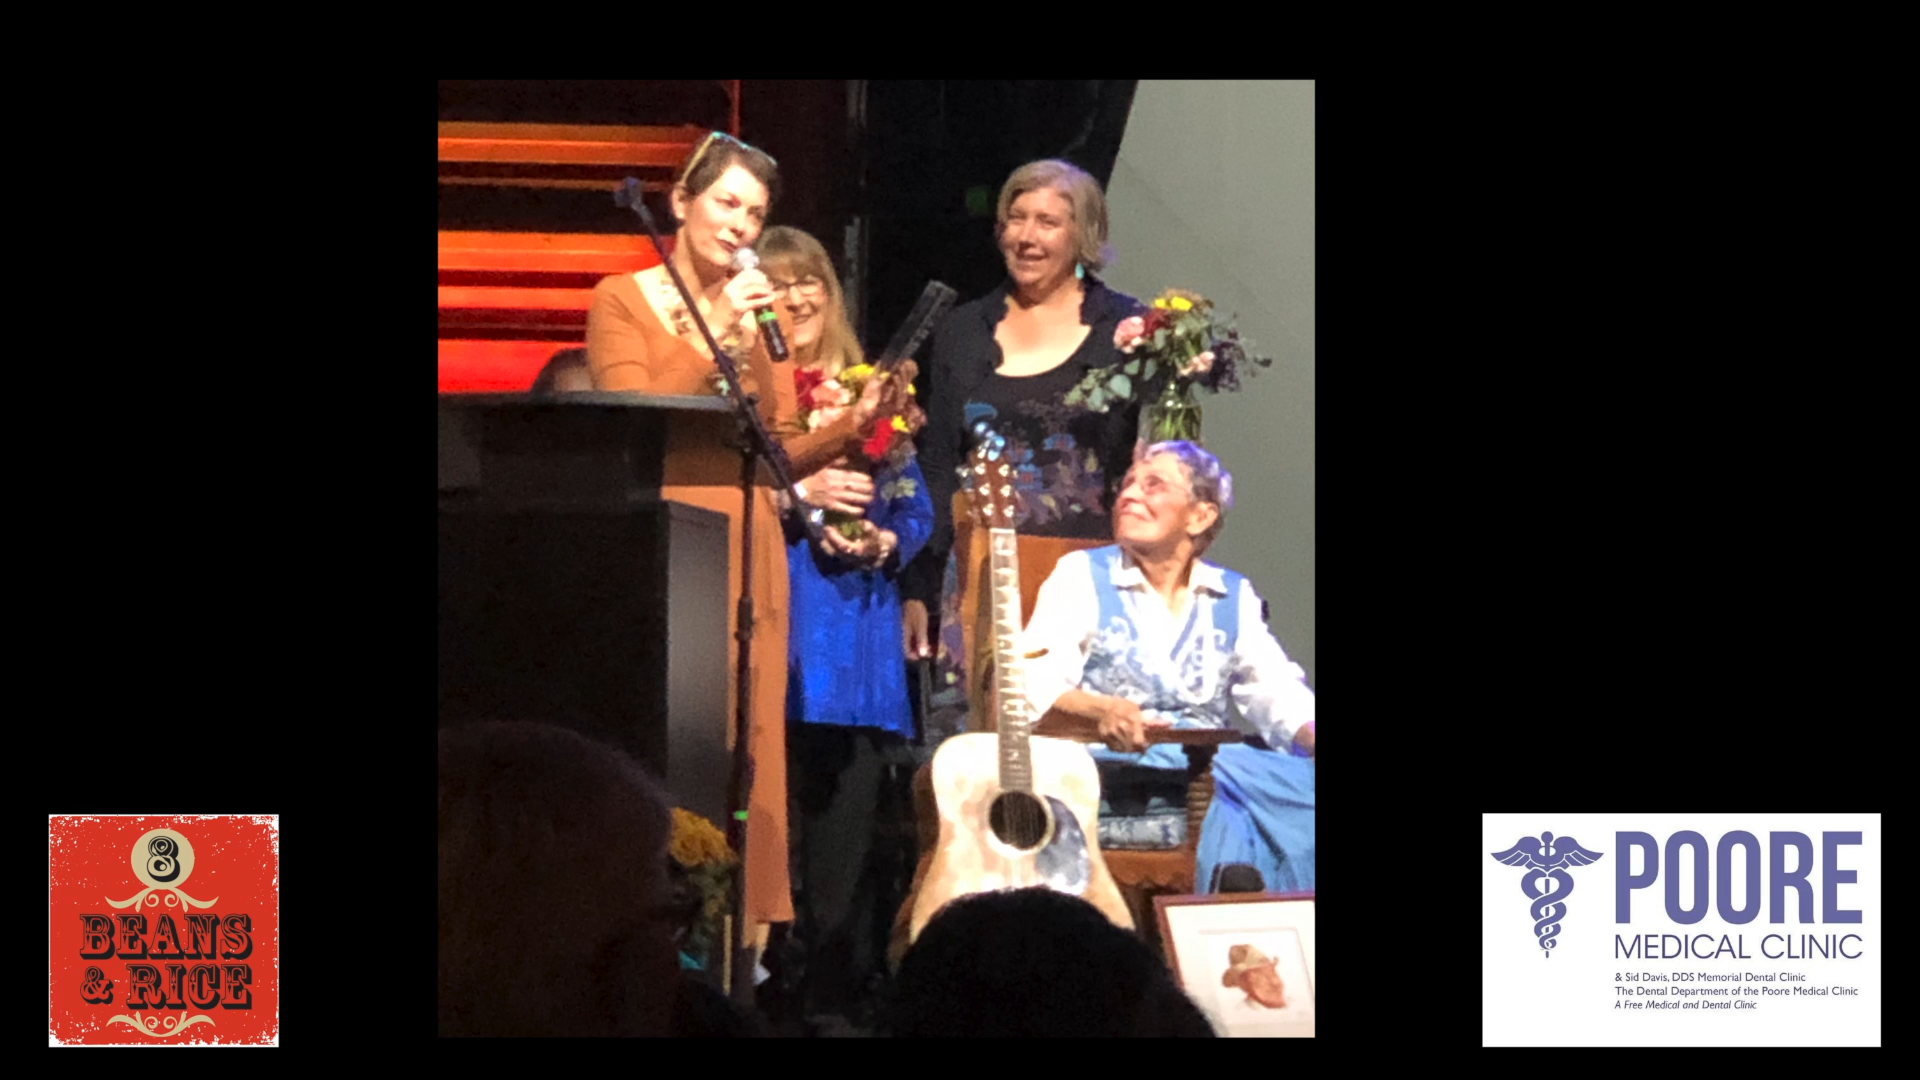 8
BEANS
& RICE
POORE
MEDICAL CLINIC
& Sid Davis, DDS Memorial Dental Clinic
The Dental Department of the Poore Medical Clinic
A Free Medical and Dental Clinic